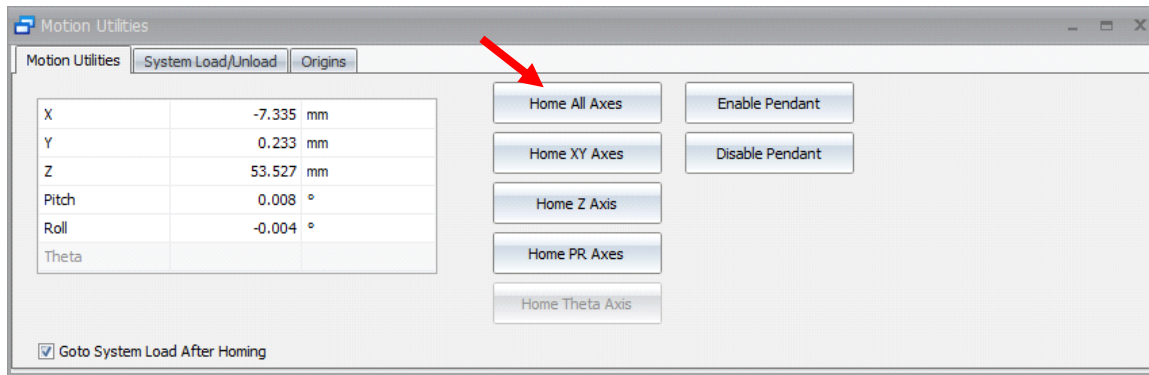 Motion Utilities
Motion Utilities System Load/Unload Origins
X -7.335 mm
Y 0.233 mm
Z 53.527 mm
Pitch 0.008 °
Roll -0.004 °
Theta
Home All Axes Enable Pendant
Home XY Axes Disable Pendant
Home Z Axis
Home PR Axes
Home Theta Axis
Goto System Load After Homing